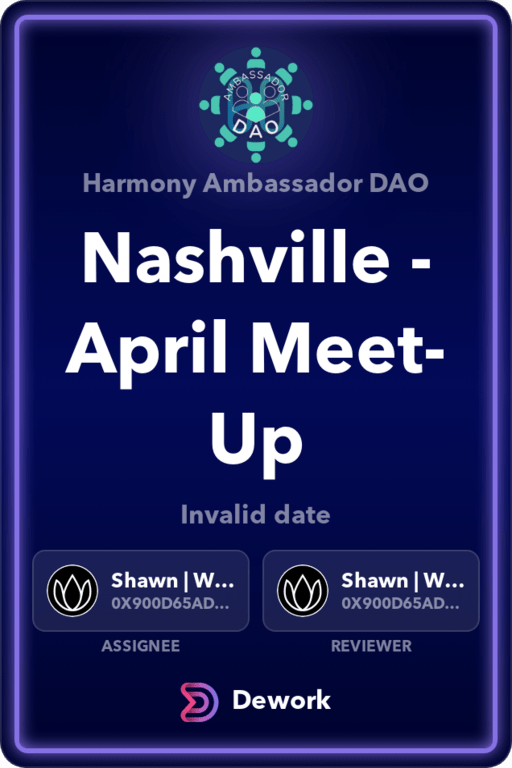 AMBASSADOR
DAO
Harmony Ambassador DAO
Nashville -
April Meet-
Up
Invalid date
Shawn | W...
0X900D65AD...
ASSIGNEE
Shawn | W...
0X900D65AD...
REVIEWER
Dework